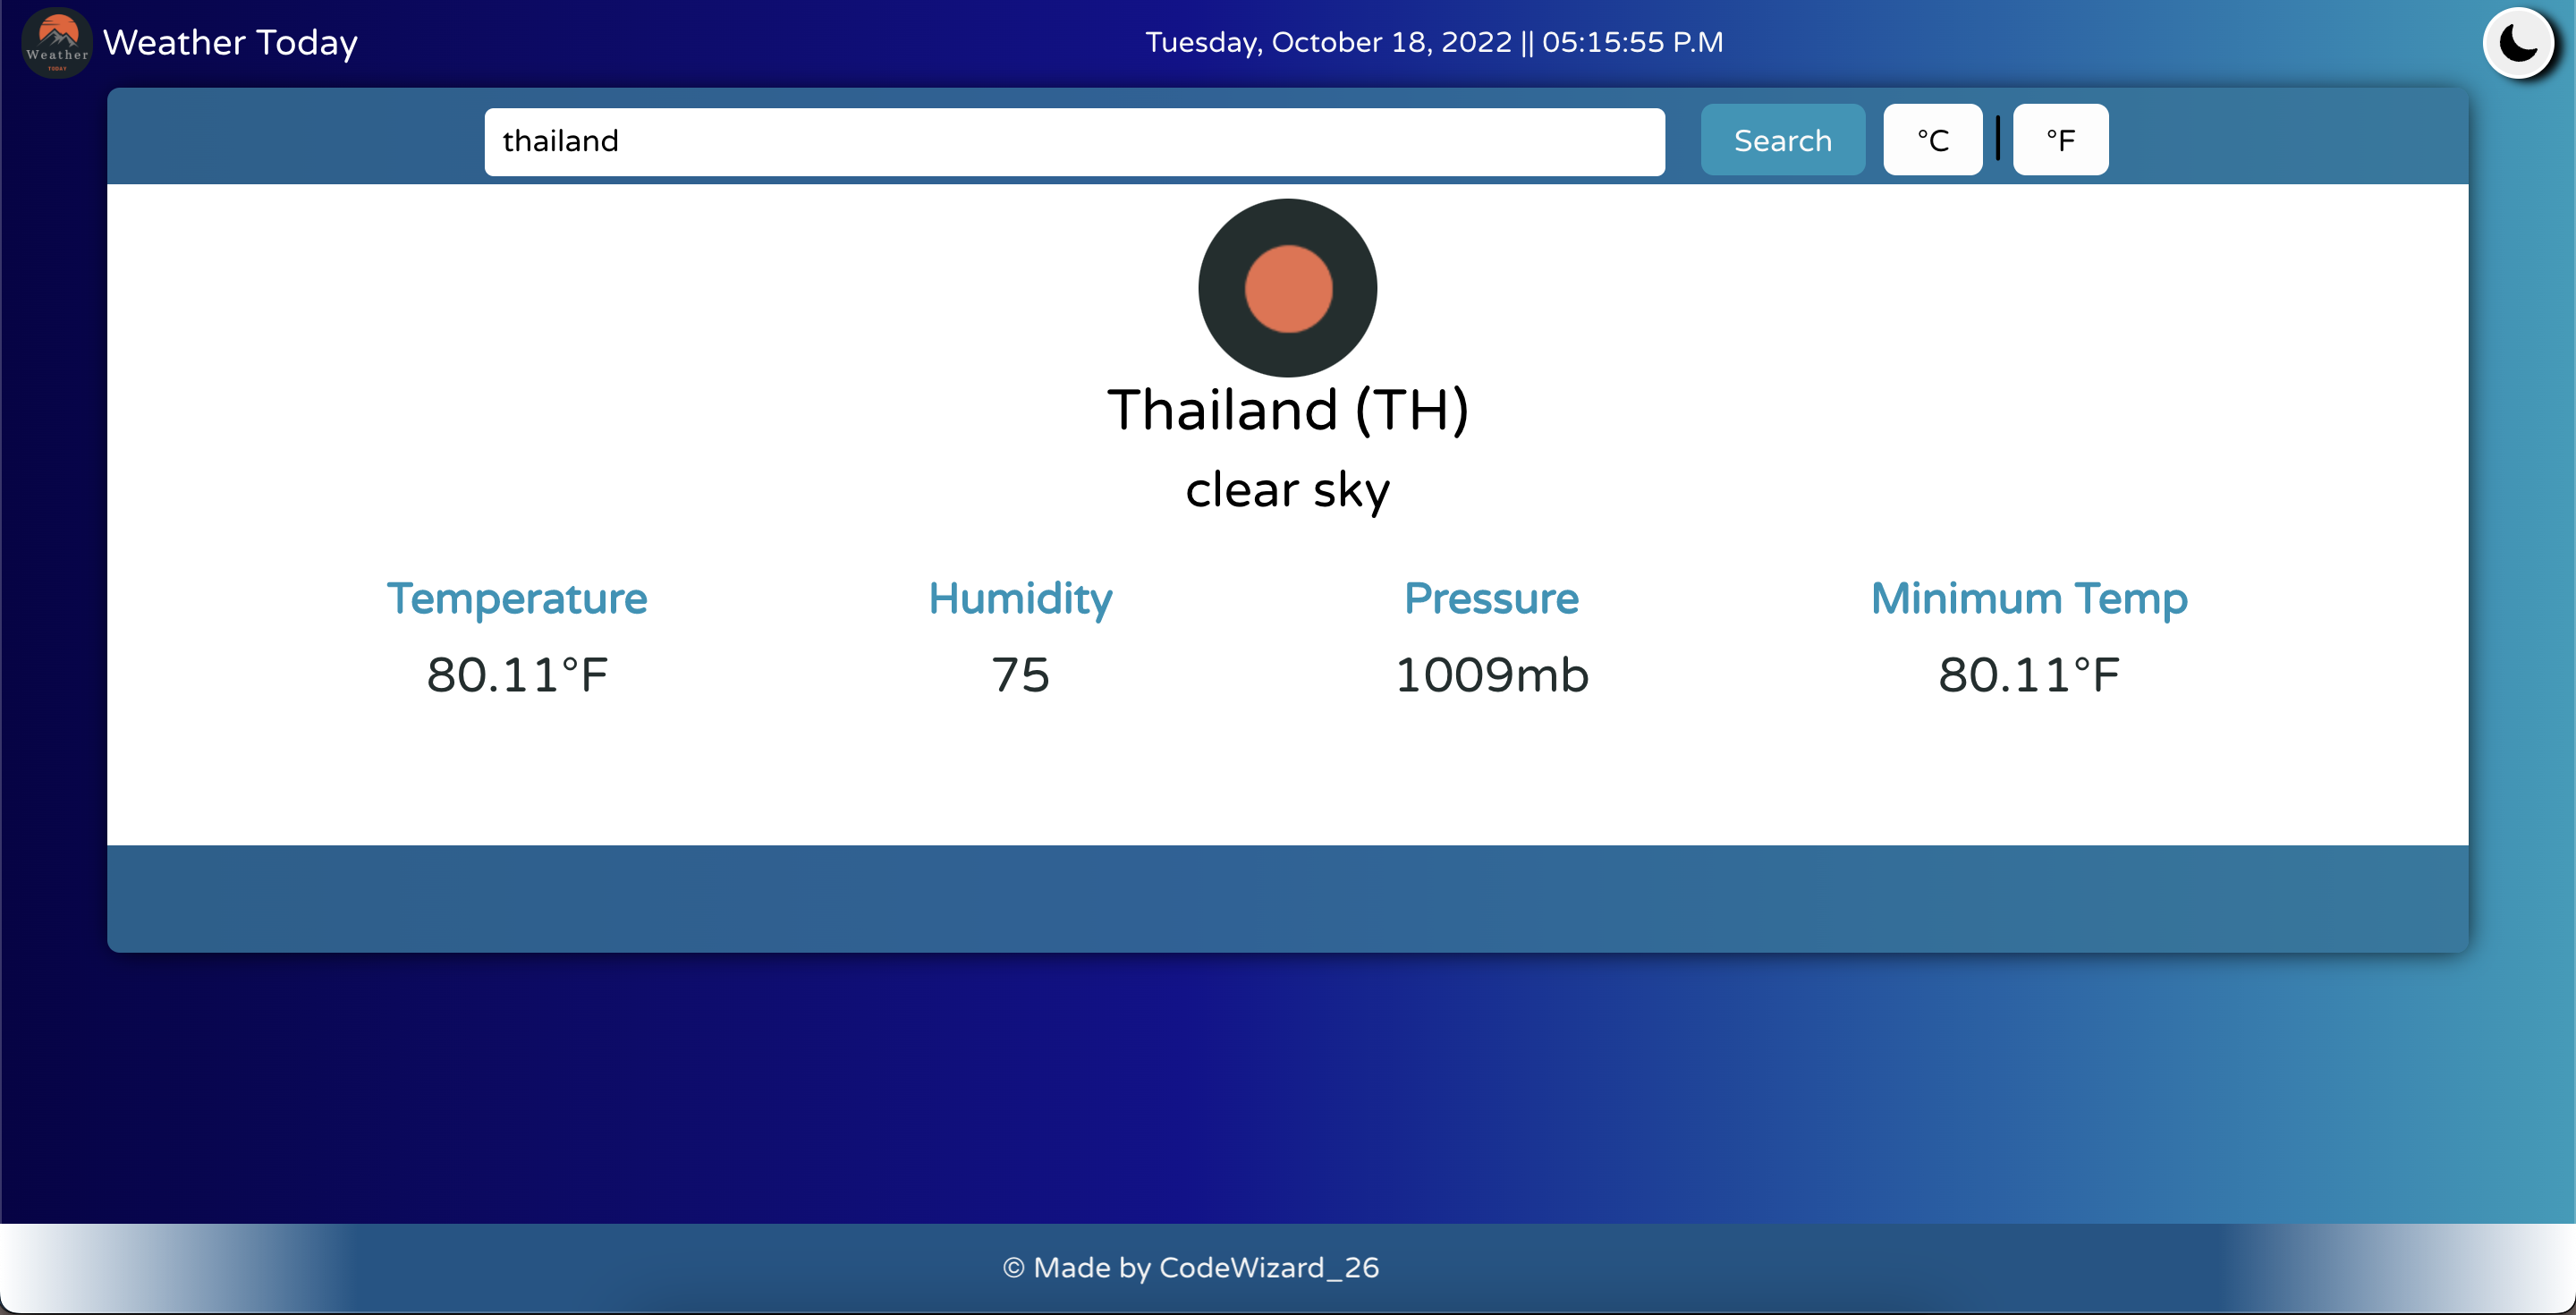 Weather
TODAY
Weather Today
Tuesday, October 18, 2022 || 05:15:55 P.M
thailand
Search
°C
°F
Thailand (TH)
clear sky
Temperature
80.11°F
Humidity
75
Pressure
1009mb
Minimum Temp
80.11°F
© Made by CodeWizard_26